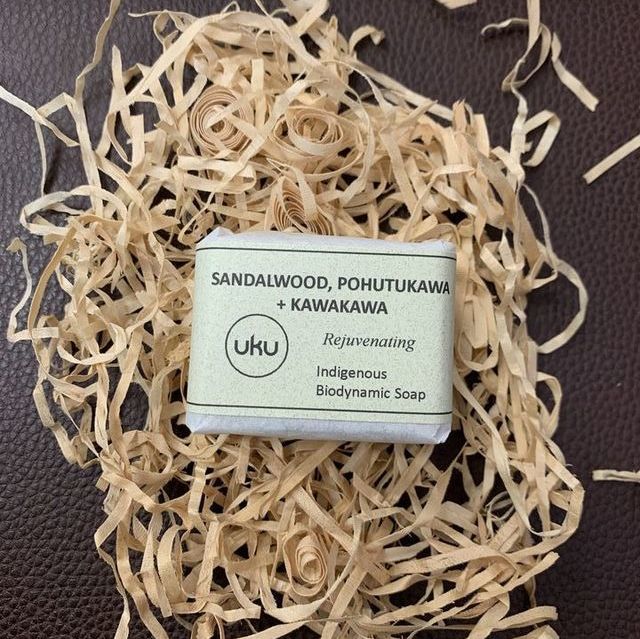 SANDALWOOD, POHUTUKAWA
+ KAWAKAWA
uku
Rejuvenating
Indigenous
Biodynamic Soap